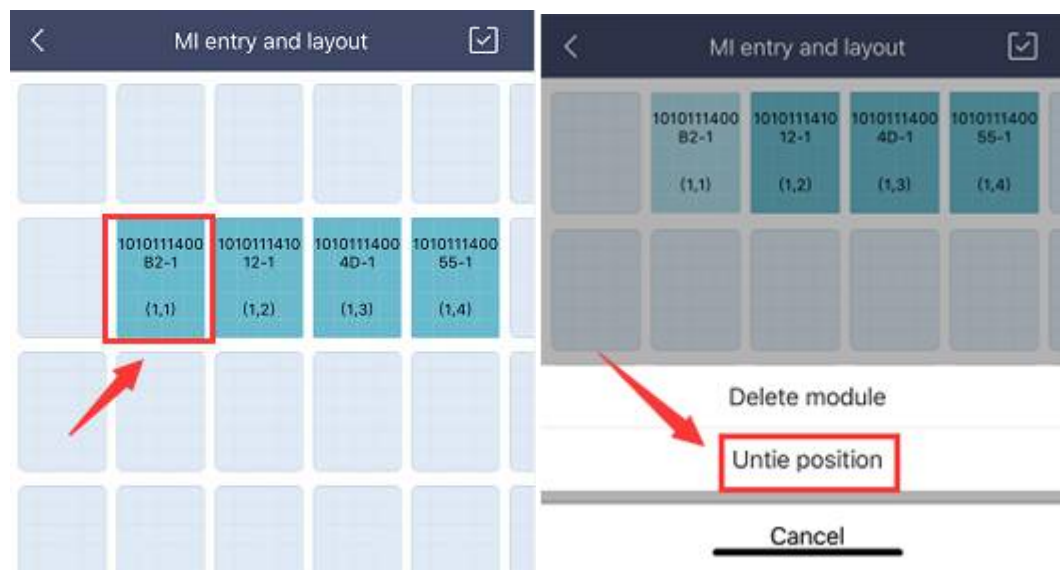 MI entry and layout
1010111400
B2-1
(1,1)
1010111410
12-1
(1,2)
1010111400
4D-1
(1,3)
1010111400
55-1
(1,4)
MI entry and layout
1010111400
B2-1
(1,1)
1010111410
12-1
(1,2)
1010111400
4D-1
(1,3)
1010111400
55-1
(1,4)
Delete module
Untie position
Cancel